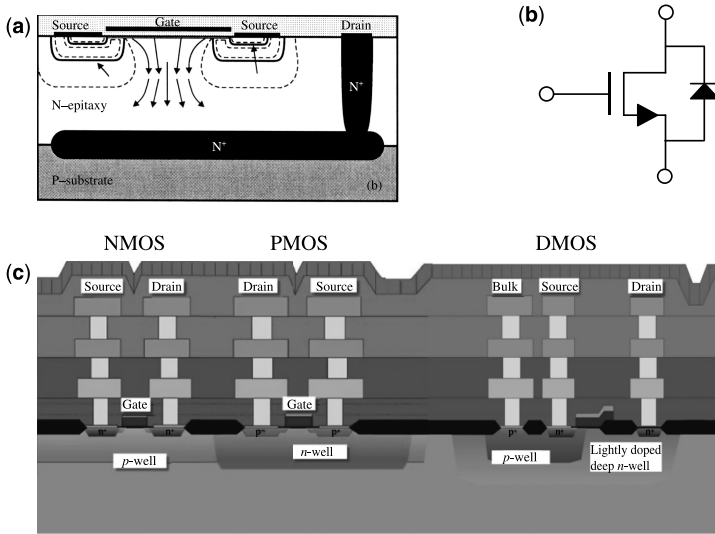 (a)
Source
Gate
Source
Drain
N–epitaxy
N+
N+
P–substrate
(b)
(b)
NMOS
PMOS
DMOS
(c)
Source
Drain
Drain
Source
Bulk
Source
Drain
Gate
Gate
n+
n+
p+
p+
p+
n+
n+
p-well
n-well
p-well
Lightly doped
deep n-well